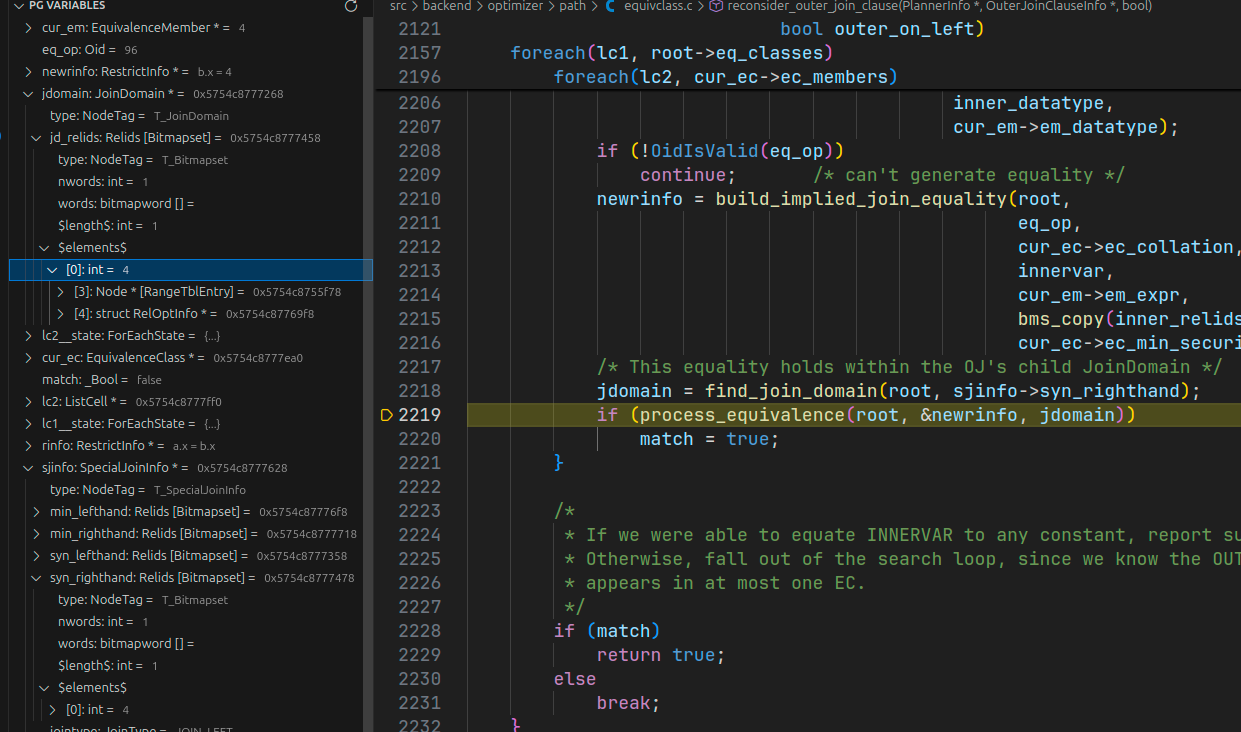 PG VARIABLES
cur_em: EquivalenceMember * = 4
eq_op: Oid = 96
newrinfo: RestrictInfo * = b.x = 4
jdomain: JoinDomain * = 0x5754c8777268
type: NodeTag = T_JoinDomain
jd_relids: Relids [Bitmapset] = 0x5754c8777458
type: NodeTag = T_Bitmapset
nwords: int = 1
words: bitmapword [] =
$length$: int = 1
$elements$
[0]: int = 4
[3]: Node * [RangeTblEntry] = 0x5754c8755f78
[4]: struct RelOptInfo * = 0x5754c87769f8
lc2__state: ForEachState = {...}
cur_ec: EquivalenceClass * = 0x5754c8777ea0
match: _Bool = false
lc2: ListCell * = 0x5754c8777ff0
lc1__state: ForEachState = {...}
rinfo: RestrictInfo * = a.x = b.x
sjinfo: SpecialJoinInfo * = 0x5754c8777628
type: NodeTag = T_SpecialJoinInfo
min_lefthand: Relids [Bitmapset] = 0x5754c87776f8
min_righthand: Relids [Bitmapset] = 0x5754c8777718
syn_lefthand: Relids [Bitmapset] = 0x5754c8777358
syn_righthand: Relids [Bitmapset] = 0x5754c8777478
type: NodeTag = T_Bitmapset
nwords: int = 1
words: bitmapword [] =
$length$: int = 1
$elements$
[0]: int = 4
jointype: JoinType = JOIN_LEFT
src > backend > optimizer > path > C equivclass.c > reconsider_outer_join_clause(PlannerInfo *, OuterJoinClauseInfo *, bool)
2121 bool outer_on_left)
2157 foreach(lc1, root->eq_classes)
2196 foreach(lc2, cur_ec->ec_members)
2206 inner_datatype,
2207 cur_em->em_datatype);
2208 if (!OidIsValid(eq_op))
2209 continue; /* can't generate equality */
2210 newrinfo = build_implied_join_equality(root,
2211 eq_op,
2212 cur_ec->ec_collation,
2213 innervar,
2214 cur_em->em_expr,
2215 bms_copy(inner_relids
2216 cur_ec->ec_min_securi
2217 /* This equality holds within the OJ's child JoinDomain */
2218 jdomain = find_join_domain(root, sjinfo->syn_righthand);
2219 if (process_equivalence(root, &newrinfo, jdomain))
2220 match = true;
2221 }
2222
2223 /*
2224 * If we were able to equate INNERVAR to any constant, report su
2225 * Otherwise, fall out of the search loop, since we know the OUT
2226 * appears in at most one EC.
2227 */
2228 if (match)
2229 return true;
2230 else
2231 break;
2232 }